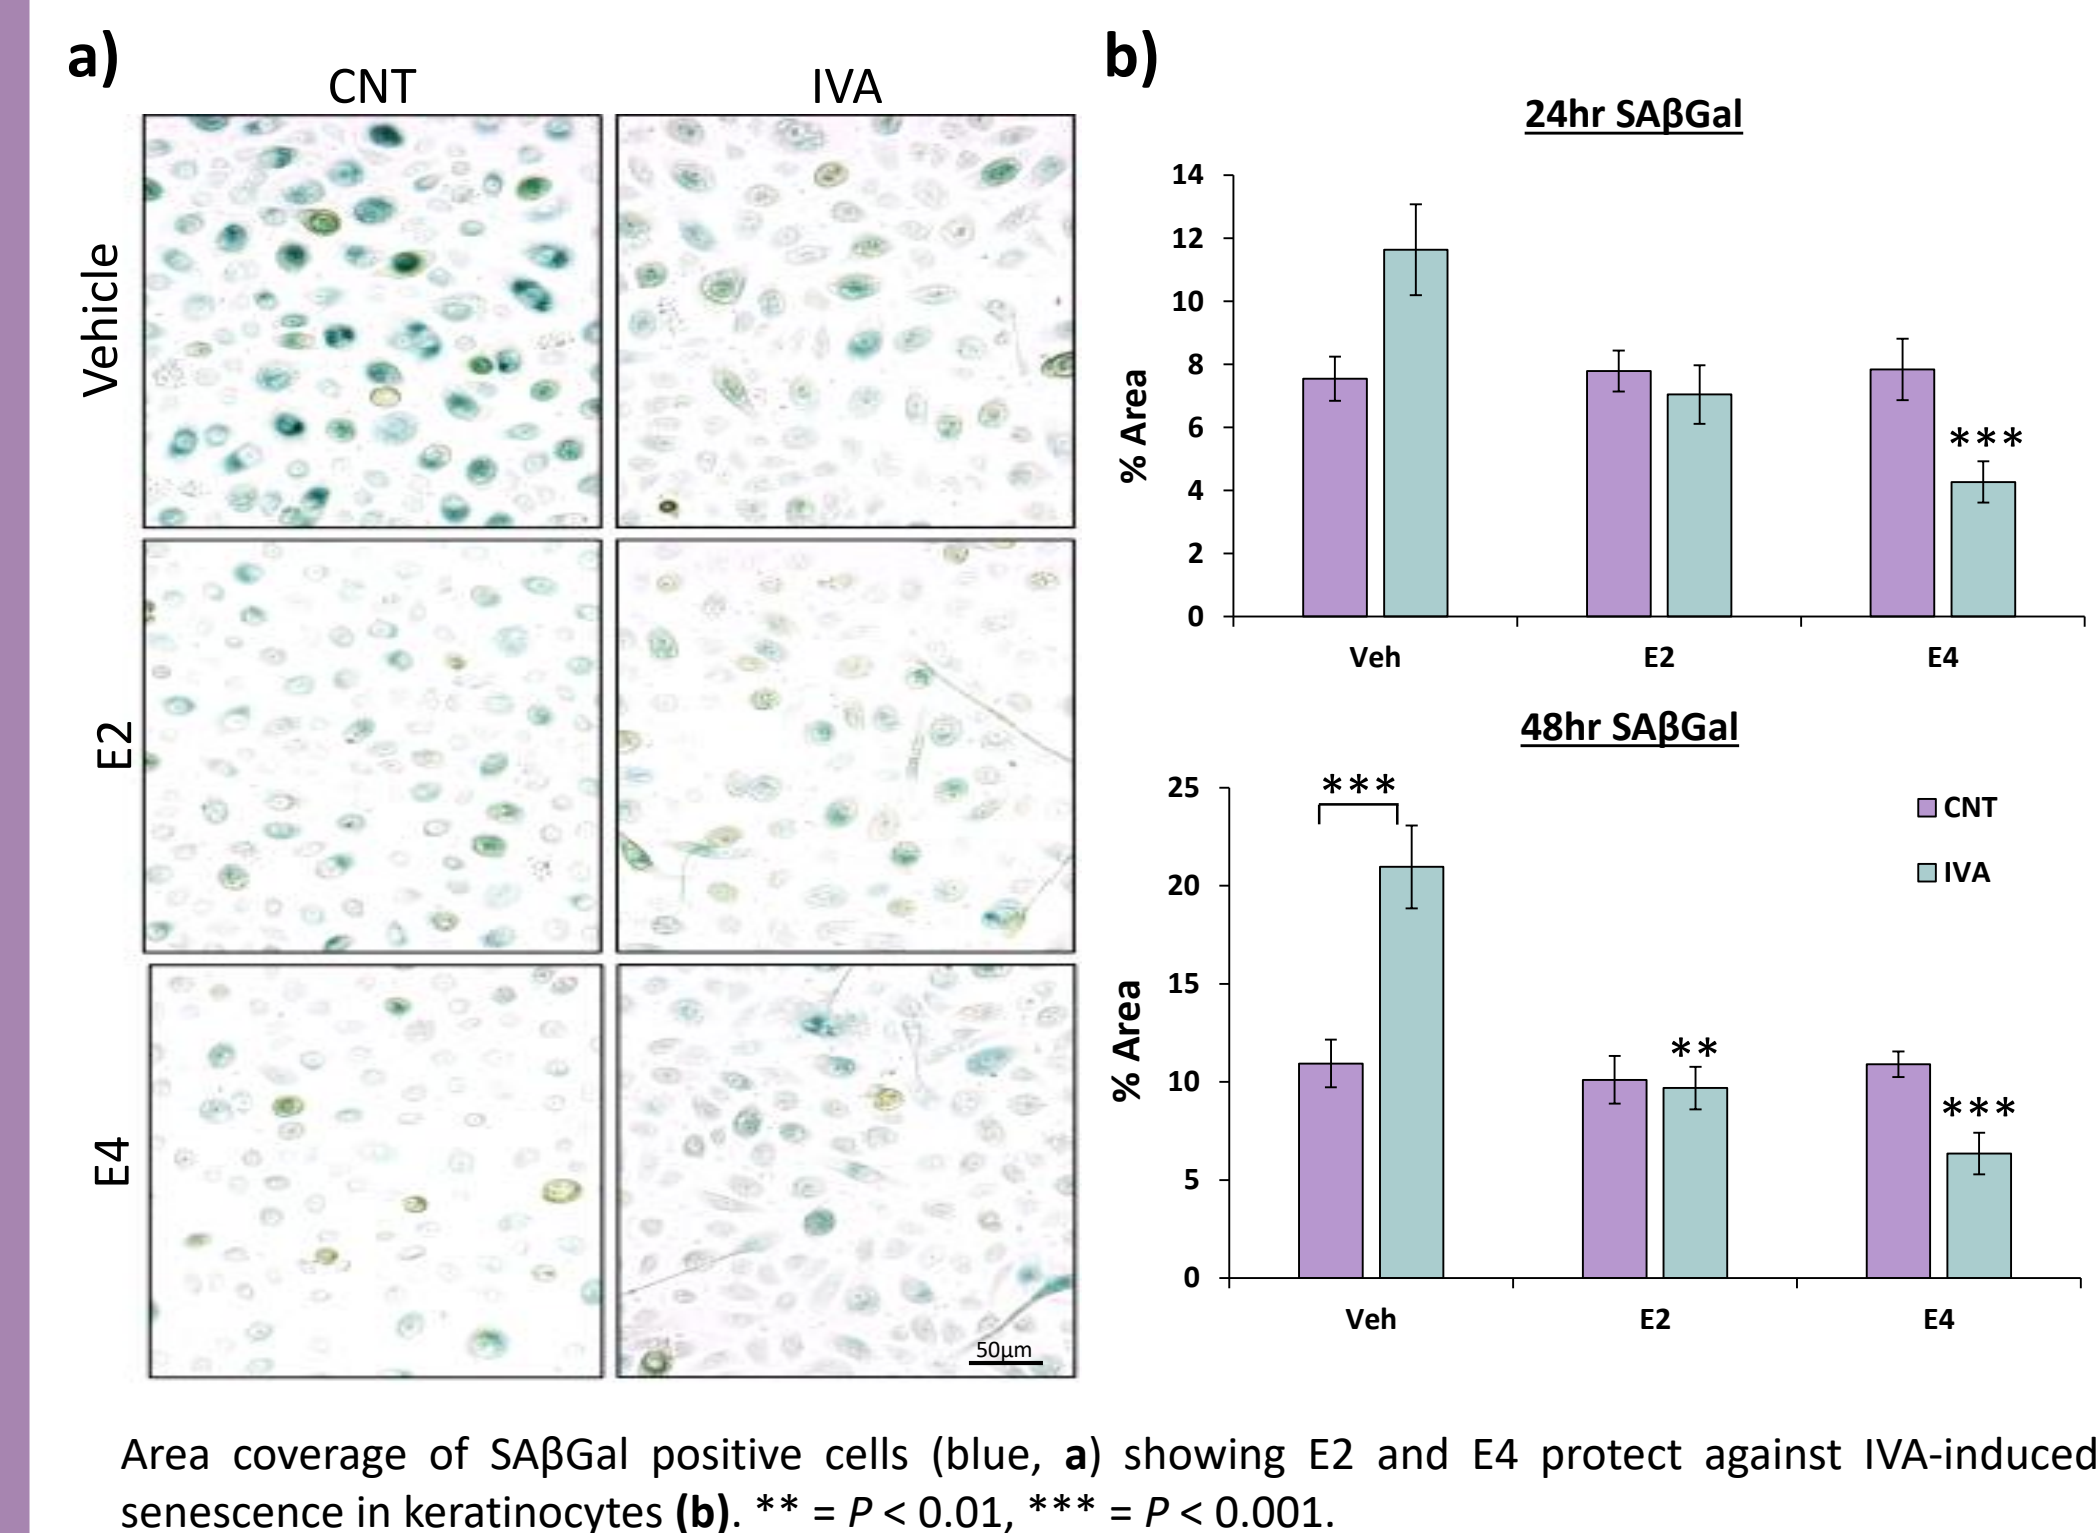 a)
CNT
IVA
Vehicle
E2
E4
50µm
b)
24hr SAβGal
% Area
14
12
10
8
6
4
2
0
***
Veh
E2
E4
48hr SAβGal
% Area
25
20
15
10
5
0
***
**
***
CNT
IVA
Veh
E2
E4
Area coverage of SAβGal positive cells (blue, a) showing E2 and E4 protect against IVA-induced
senescence in keratinocytes (b). ** = P < 0.01, *** = P < 0.001.